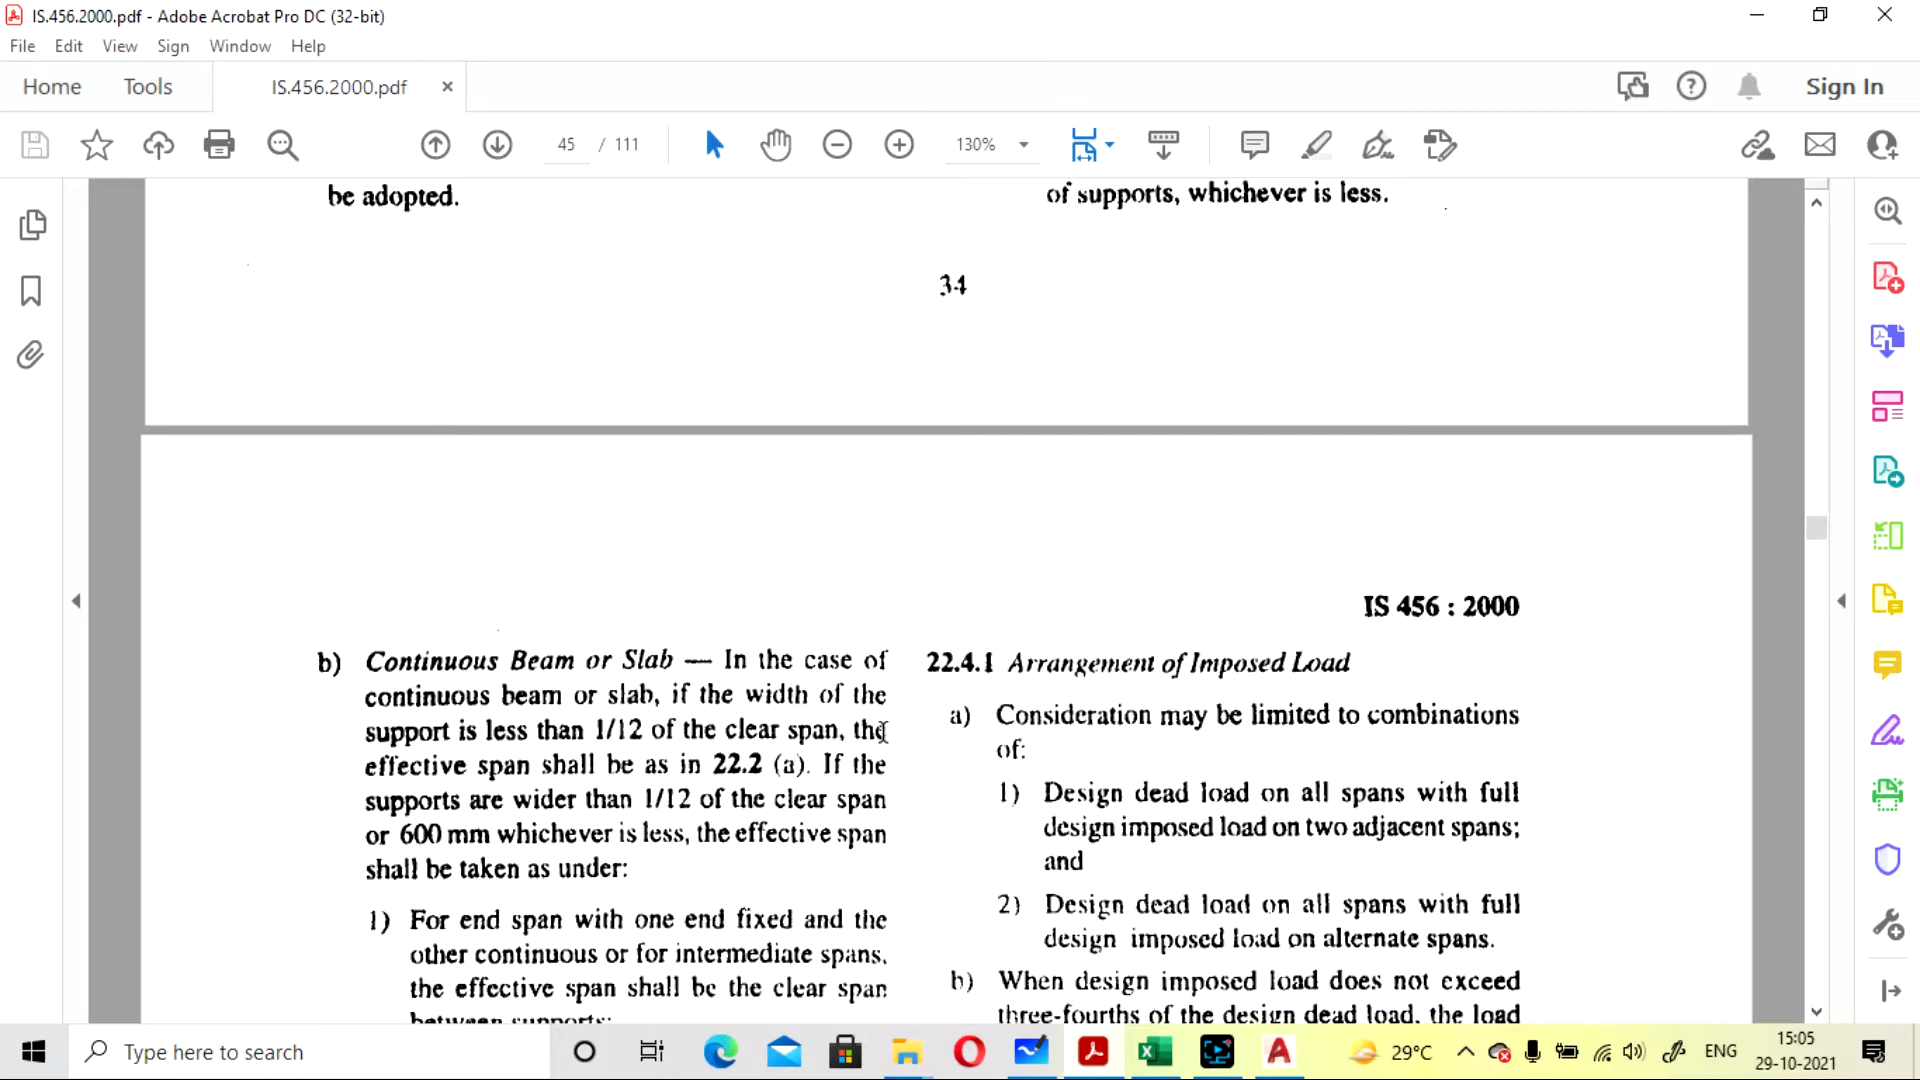 IS.456.2000.pdf - Adobe Acrobat Pro DC (32-bit)
File Edit View Sign Window Help
Home Tools IS.456.2000.pdf × Sign In
45 / 111 130%
be adopted.
of supports, whichever is less.
34
IS 456 : 2000
b) Continuous Beam or Slab — In the case of
continuous beam or slab, if the width of the
support is less than 1/12 of the clear span, the
effective span shall be as in 22.2 (a). If the
supports are wider than 1/12 of the clear span
or 600 mm whichever is less, the effective span
shall be taken as under:
1) For end span with one end fixed and the
other continuous or for intermediate spans,
the effective span shall be the clear span
between supports;
22.4.1 Arrangement of Imposed Load
a) Consideration may be limited to combinations
of:
1) Design dead load on all spans with full
design imposed load on two adjacent spans;
and
2) Design dead load on all spans with full
design imposed load on alternate spans.
b) When design imposed load does not exceed
three-fourths of the design dead load, the load
Type here to search
29°C
ENG
15:05
29-10-2021